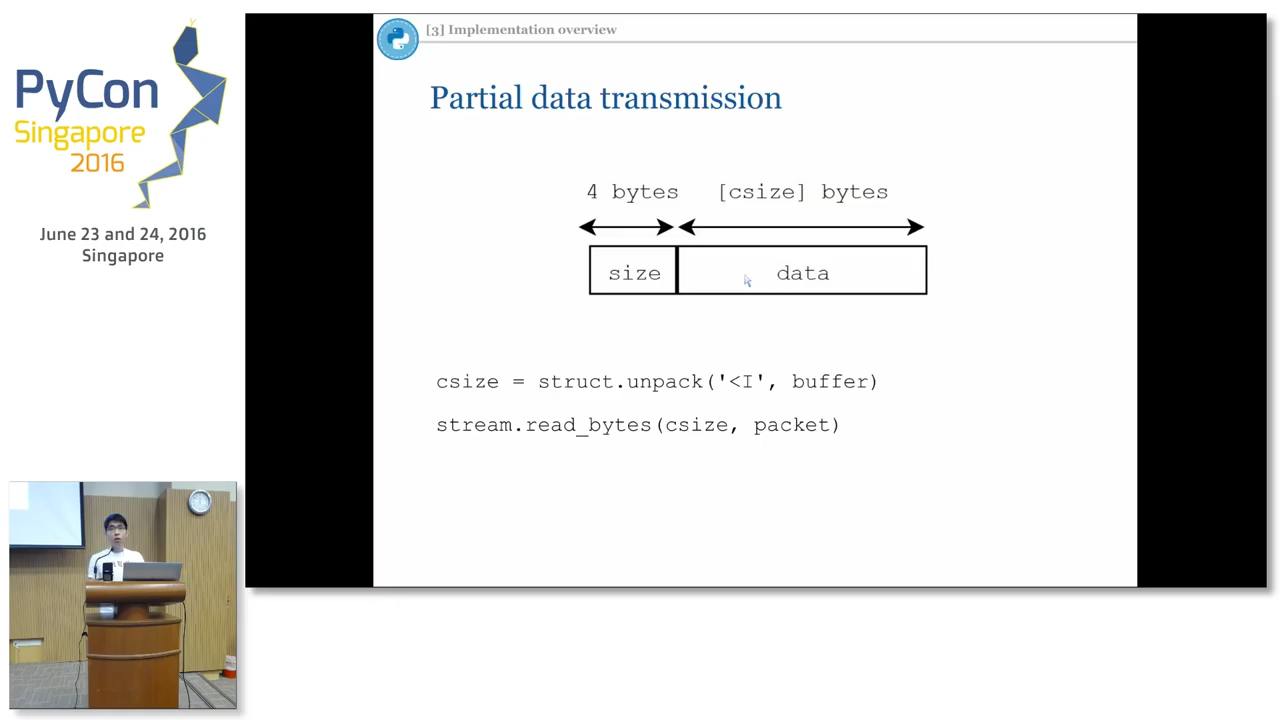 PyCon
Singapore
2016
June 23 and 24, 2016
Singapore
[3] Implementation overview
Partial data transmission
4 bytes [csize] bytes
size data
csize = struct.unpack('<I', buffer)
stream.read_bytes(csize, packet)